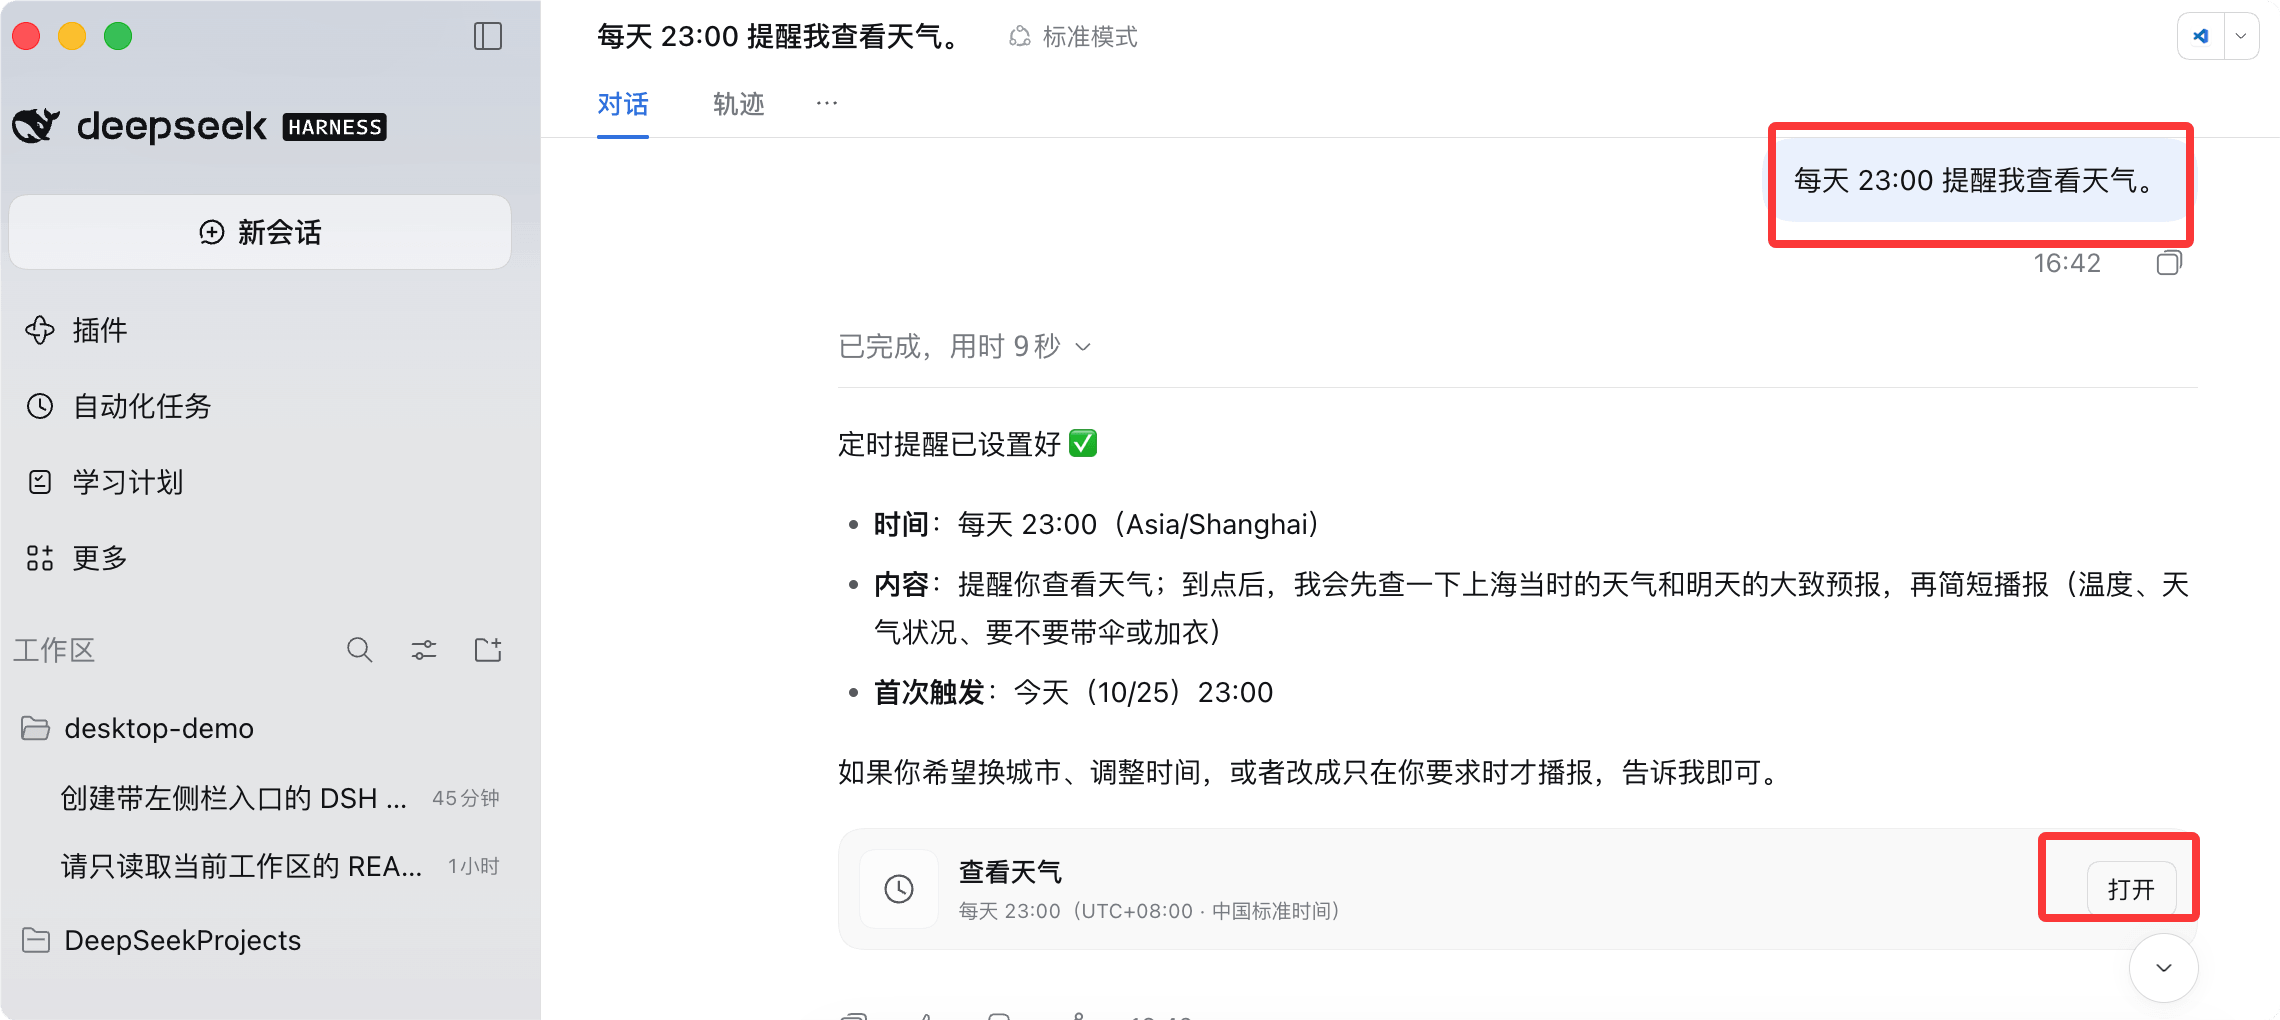 deepseek HARNESS
新会话
插件
自动化任务
学习计划
更多
工作区
desktop-demo
创建带左侧栏入口的 DSH ... 45分钟
请只读取当前工作区的 REA... 1小时
DeepSeekProjects
每天 23:00 提醒我查看天气。 标准模式
对话 轨迹 ...
每天 23:00 提醒我查看天气。
16:42
已完成，用时 9秒
定时提醒已设置好 ✅
• 时间：每天 23:00（Asia/Shanghai）
• 内容：提醒你查看天气；到点后，我会先查一下上海当时的天气和明天的大致预报，再简短播报（温度、天
气状况、要不要带伞或加衣）
• 首次触发：今天（10/25）23:00
如果你希望换城市、调整时间，或者改成只在你要求时才播报，告诉我即可。
查看天气
每天 23:00（UTC+08:00 · 中国标准时间）
打开